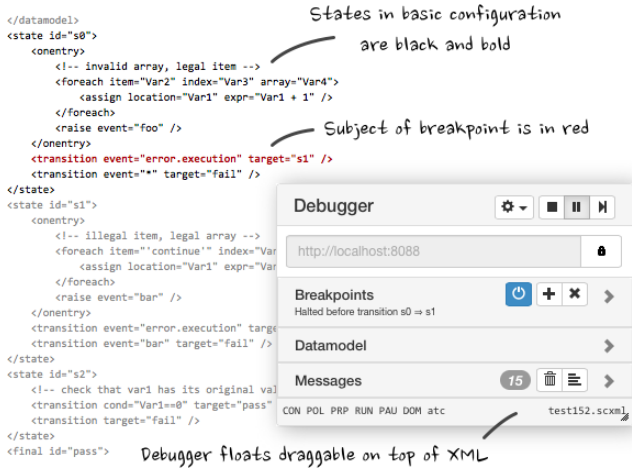 </datamodel>
<state id="s0">
<onentry>
<!-- invalid array, legal item -->
<foreach item="Var2" index="Var3" array="Var4">
<assign location="Var1" expr="Var1 + 1" />
</foreach>
<raise event="foo" />
</onentry>
<transition event="error.execution" target="s1" />
<transition event="*" target="fail" />
</state>
<state id="s1">
<onentry>
<!-- illegal item, legal array -->
<foreach item="'continue'" index="Var
<assign location="Var1" expr="Var
</foreach>
<raise event="bar" />
</onentry>
<transition event="error.execution" targe
<transition event="bar" target="fail" />
</state>
<state id="s2">
<!-- check that var1 has its original val
<transition cond="Var1==0" target="pass"
<transition target="fail" />
</state>
<final id="pass">
States in basic configuration
are black and bold
Subject of breakpoint is in red
Debugger
http://localhost:8088
Breakpoints
Halted before transition s0 ⇒ s1
Datamodel
Messages 15
CON POL PRP RUN PAU DOM atc test152.scxml
Debugger floats draggable on top of XML